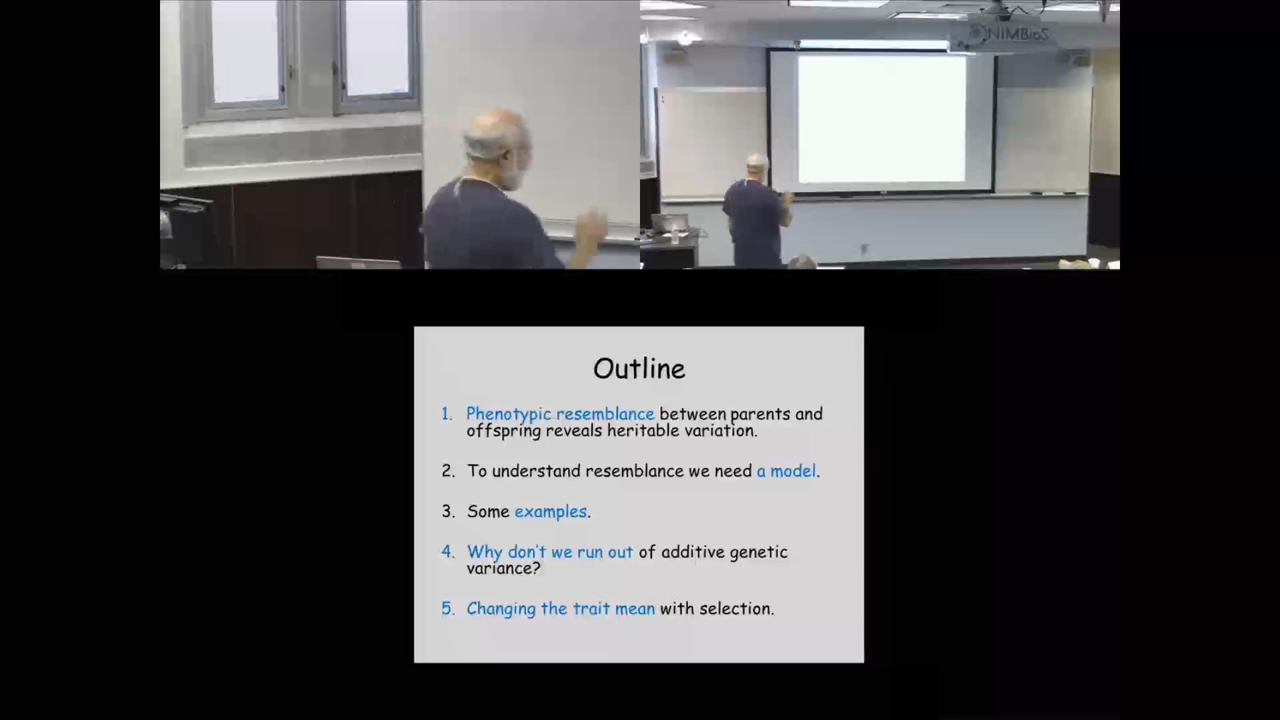 NIMBioS
Outline
1. Phenotypic resemblance between parents and
offspring reveals heritable variation.
2. To understand resemblance we need a model.
3. Some examples.
4. Why don't we run out of additive genetic
variance?
5. Changing the trait mean with selection.